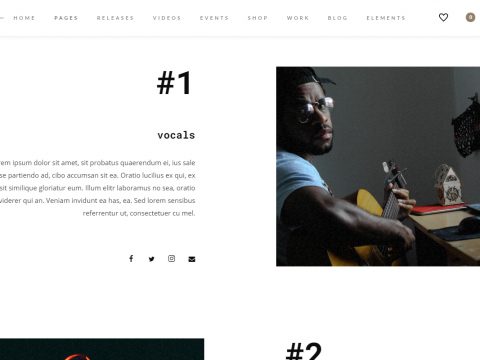 HOME PAGES RELEASES VIDEOS EVENTS SHOP WORK BLOG ELEMENTS 0
#1
vocals
ipsum dolor sit amet, sit probatus quaerendum ei, ius sale
partiendo ad, cibo accumsan sit ea. Oratio lucilius ex qui, ex
sit similique gloriatur eum. Illum elitr laboramus no sea, oratio
qui an. Veniam invidunt ea has, ea. Sed lorem sensibus
referrentur ut, consectetuer cu mel.
#2